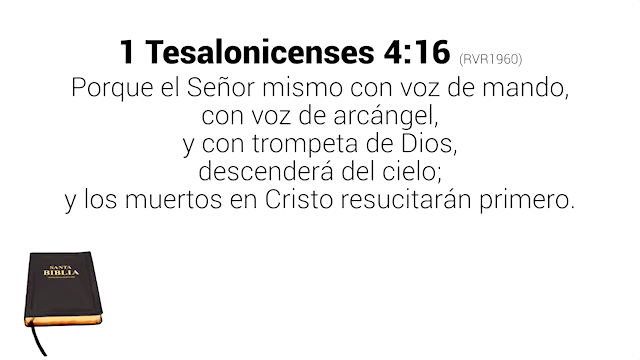 1 Tesalonicenses 4:16 (RVR1960)
Porque el Señor mismo con voz de mando,
con voz de arcángel,
y con trompeta de Dios,
descenderá del cielo;
y los muertos en Cristo resucitarán primero.
SANTA
BIBLIA